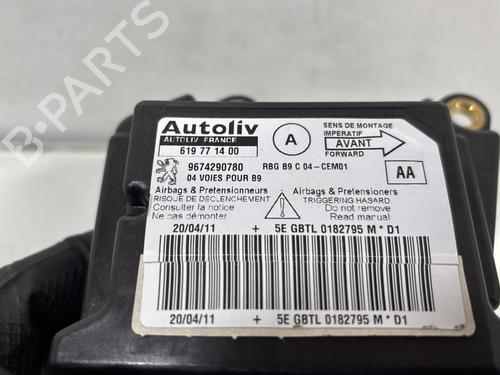 Autoliv
AUTOLIV FRANCE
619 77 14 00
A
SENS DE MONTAGE
IMPERATIF
AVANT
FORWARD
9674290780
RBG B9 C 04-CEM01
04 VOIES POUR B9
AA
Airbags & Pretensionneurs
RISQUE DE DECLENCHEMENT
Consulter la notice
Ne pas démonter
Airbags & Pretensioners
TRIGGERING HAZARD
Do not remove
Read manual
20/04/11 + 5E GBTL 0182795 M * D1
20/04/11 + 5E GBTL 0182795 M * D1
B-PARTS